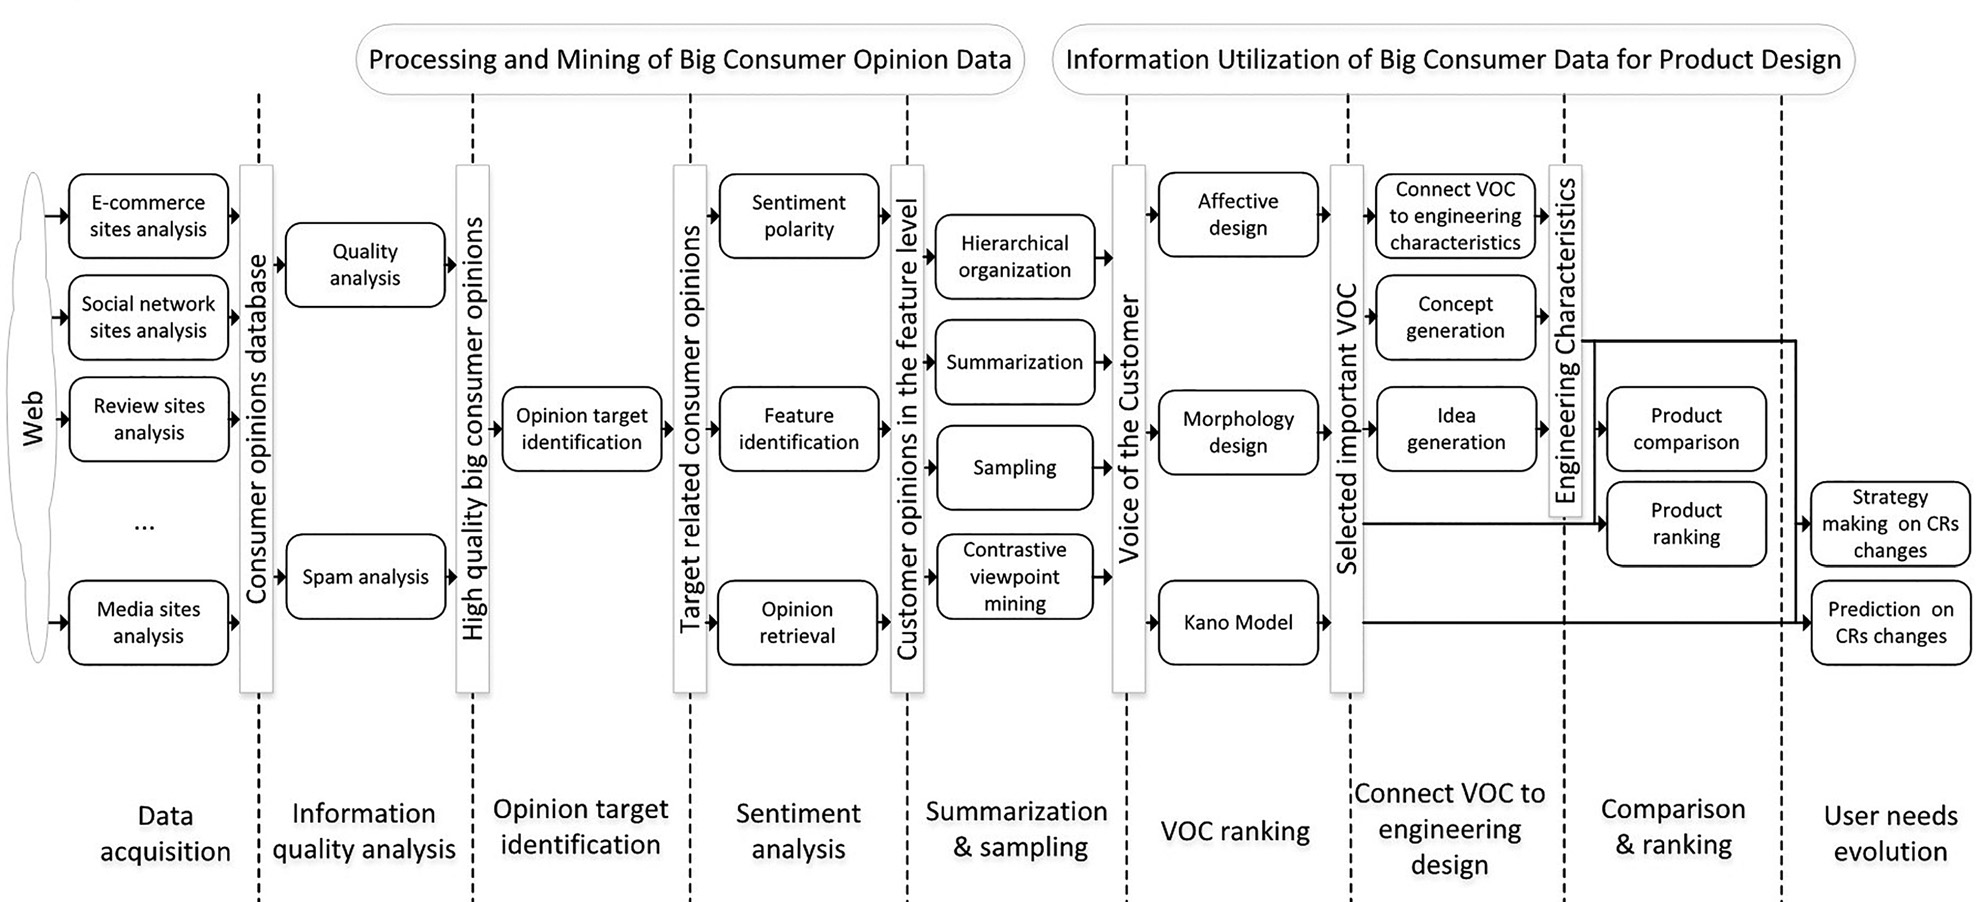 Processing and Mining of Big Consumer Opinion Data
Information Utilization of Big Consumer Data for Product Design
Web
E-commerce
sites analysis
Social network
sites analysis
Review sites
analysis
...
Media sites
analysis
Consumer opinions database
Quality
analysis
Spam analysis
High quality big consumer opinions
Opinion target
identification
Target related consumer opinions
Sentiment
polarity
Feature
identification
Opinion
retrieval
Customer opinions in the feature level
Hierarchical
organization
Summarization
Sampling
Contrastive
viewpoint
mining
Voice of the Customer
Affective
design
Morphology
design
Kano Model
Selected important VOC
Connect VOC
to engineering
characteristics
Concept
generation
Idea
generation
Engineering Characteristics
Product
comparison
Product
ranking
Strategy
making on CRs
changes
Prediction on
CRs changes
Data
acquisition
Information
quality analysis
Opinion target
identification
Sentiment
analysis
Summarization
& sampling
VOC ranking
Connect VOC to
engineering
design
Comparison
& ranking
User needs
evolution